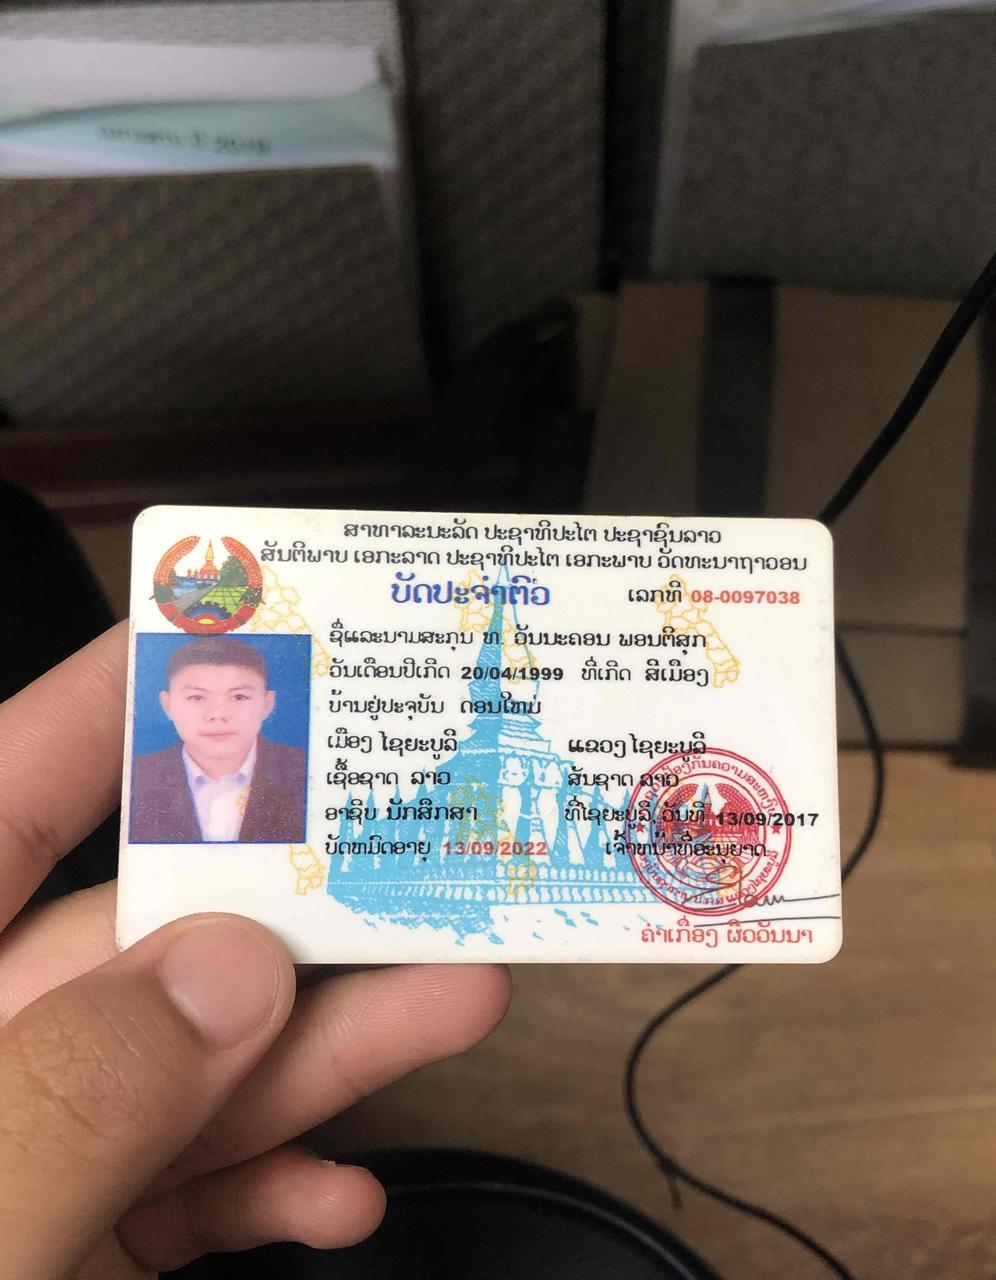 ສາທາລະນະລັດ ປະຊາທິປະໄຕ ປະຊາຊົນລາວ
ສັນຕິພາບ ເອກະລາດ ປະຊາທິປະໄຕ ເອກະພາບ ວັດທະນາຖາວອນ
ບັດປະຈຳຕົວ ເລກທີ 08-0097038
ຊື່ແລະນາມສະກຸນ ທ. ວັນນະຄອນ ພອນຕີສຸກ
ວັນເດືອນປີເກີດ 20/04/1999 ທີ່ເກີດ ສີເມືອງ
ບ້ານຢູ່ປະຈຸບັນ ດອນໃຫມ່
ເມືອງ ໄຊຍະບູລີ ແຂວງ ໄຊຍະບູລີ
ເຊື້ອຊາດ ລາວ ສັນຊາດ ລາວ
ອາຊີບ ນັກສຶກສາ ທີ່ໄຊຍະບູລີ, ວັນທີ 13/09/2017
ບັດຫມົດອາຍຸ 13/09/2022 ເຈົ້າຫນ້າທີ່ອະນຸຍາດ
ຄຳເກື່ອງ ຜິວວັນນາ